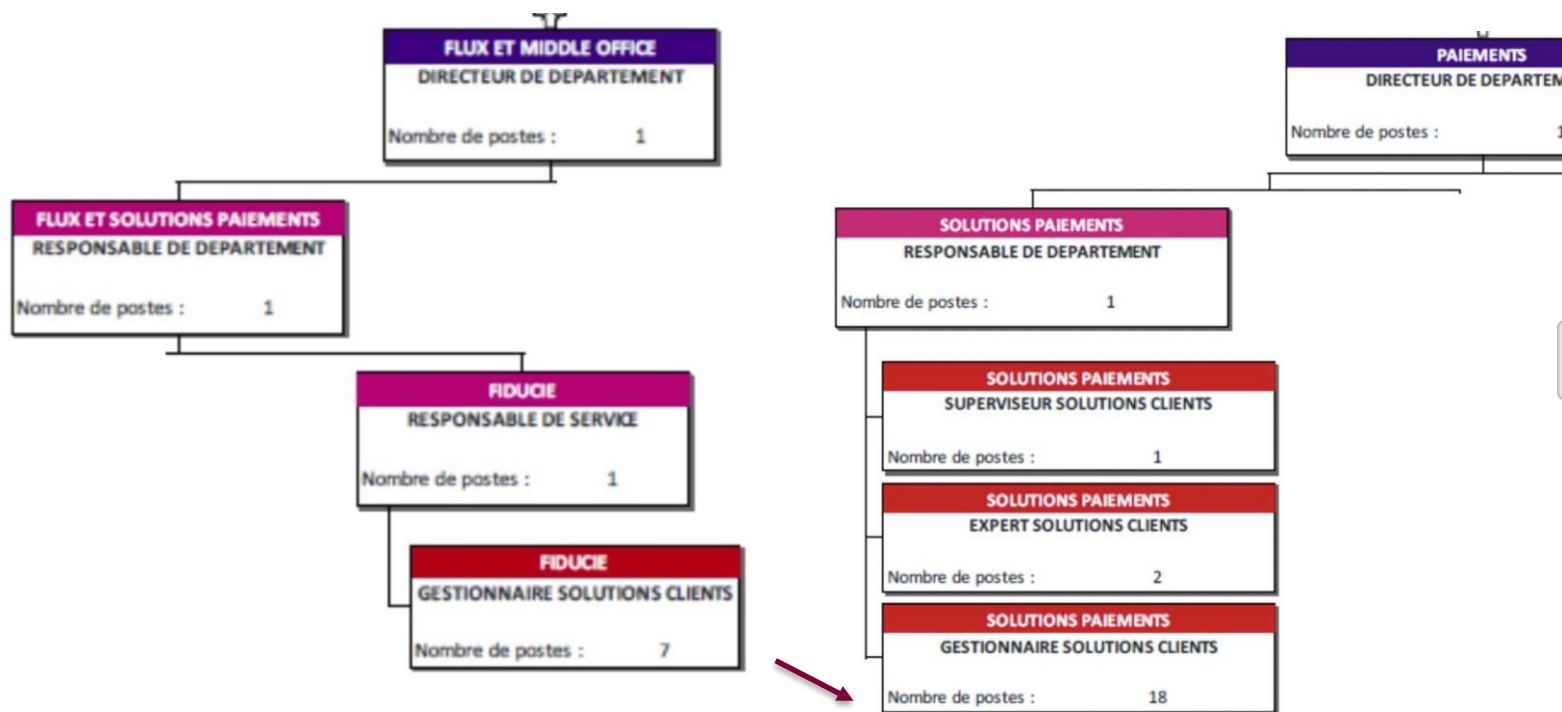 FLUX ET MIDDLE OFFICE
DIRECTEUR DE DEPARTEMENT
Nombre de postes : 1
FLUX ET SOLUTIONS PAIEMENTS
RESPONSABLE DE DEPARTEMENT
Nombre de postes : 1
FIDUCIE
RESPONSABLE DE SERVICE
Nombre de postes : 1
FIDUCIE
GESTIONNAIRE SOLUTIONS CLIENTS
Nombre de postes : 7
PAIEMENTS
DIRECTEUR DE DEPARTEM
Nombre de postes : 1
SOLUTIONS PAIEMENTS
RESPONSABLE DE DEPARTEMENT
Nombre de postes : 1
SOLUTIONS PAIEMENTS
SUPERVISEUR SOLUTIONS CLIENTS
Nombre de postes : 1
SOLUTIONS PAIEMENTS
EXPERT SOLUTIONS CLIENTS
Nombre de postes : 2
SOLUTIONS PAIEMENTS
GESTIONNAIRE SOLUTIONS CLIENTS
Nombre de postes : 18